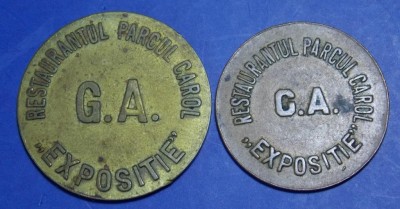 RESTAURANTUL PARCUL CAROL
G.A.
„EXPOSITIE”
RESTAURANTUL PARCUL CAROL
G.A.
„EXPOSITIE”